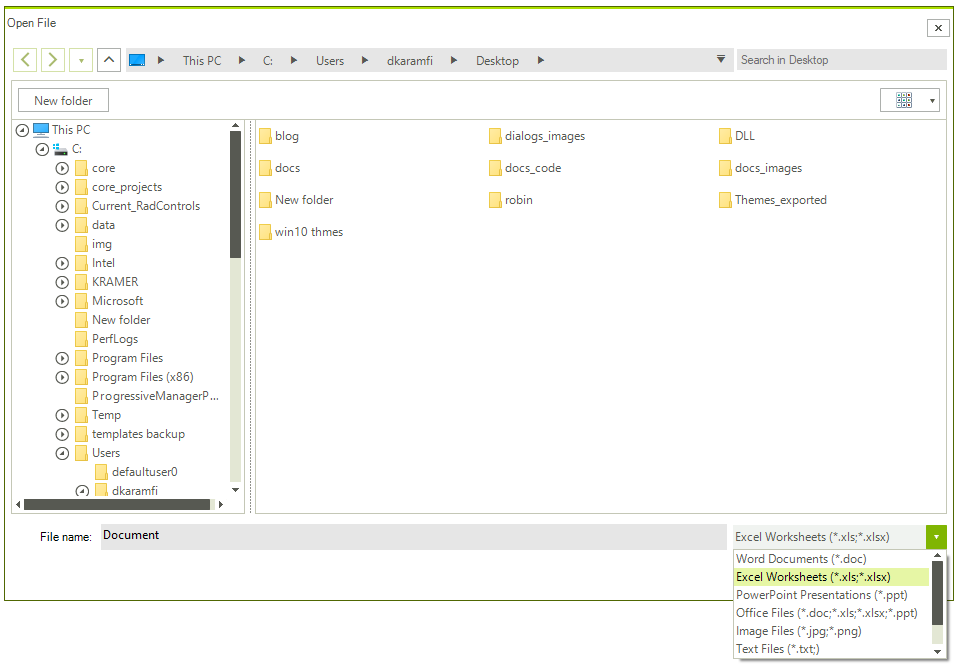 Open File
This PC C: Users dkaramfi Desktop
Search in Desktop
New folder
This PC
C:
core
core_projects
Current_RadControls
data
img
Intel
KRAMER
Microsoft
New folder
PerfLogs
Program Files
Program Files (x86)
ProgressiveManagerP...
Temp
templates backup
Users
defaultuser0
dkaramfi
blog dialogs_images DLL
docs docs_code docs_images
New folder robin Themes_exported
win10 thmes
File name: Document Excel Worksheets (*.xls;*.xlsx)
Word Documents (*.doc)
Excel Worksheets (*.xls;*.xlsx)
PowerPoint Presentations (*.ppt)
Office Files (*.doc;*.xls;*.xlsx;*.ppt)
Image Files (*.jpg;*.png)
Text Files (*.txt;)